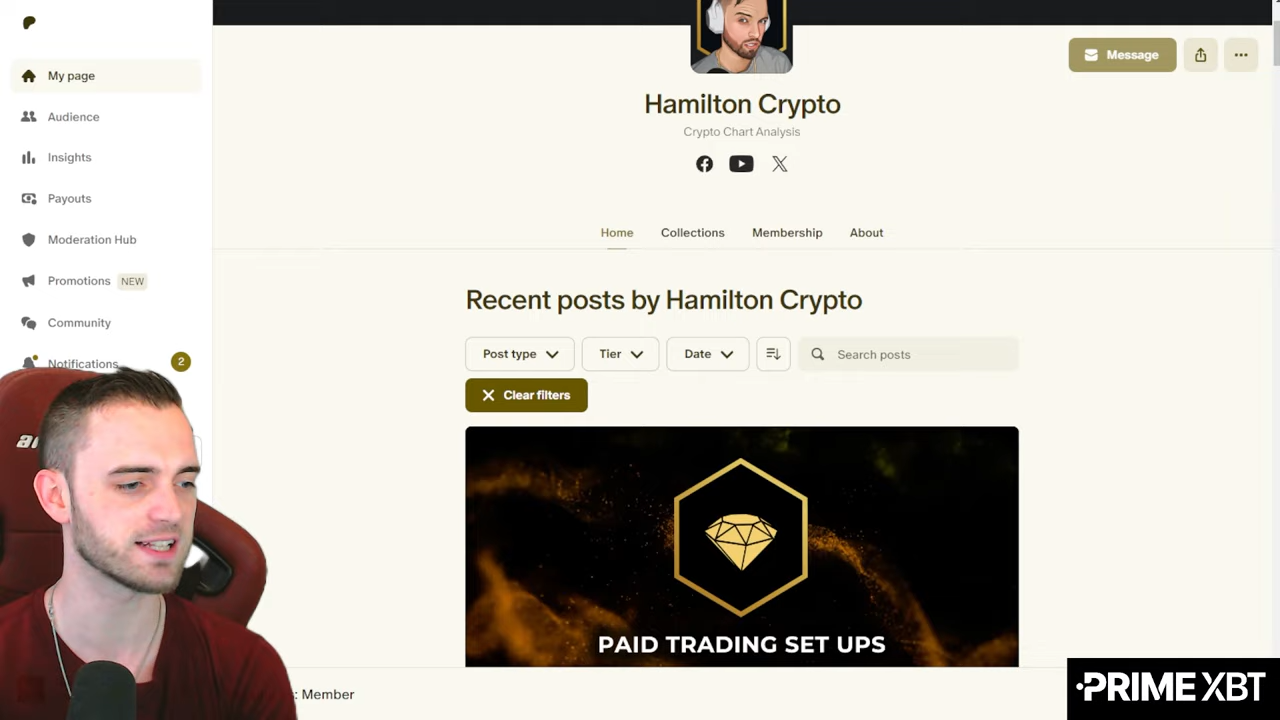 My page
Audience
Insights
Payouts
Moderation Hub
Promotions NEW
Community
Notifications 2
Message
Hamilton Crypto
Crypto Chart Analysis
Home Collections Membership About
Recent posts by Hamilton Crypto
Post type Tier Date Search posts
Clear filters
PAID TRADING SET UPS
: Member
PRIME XBT